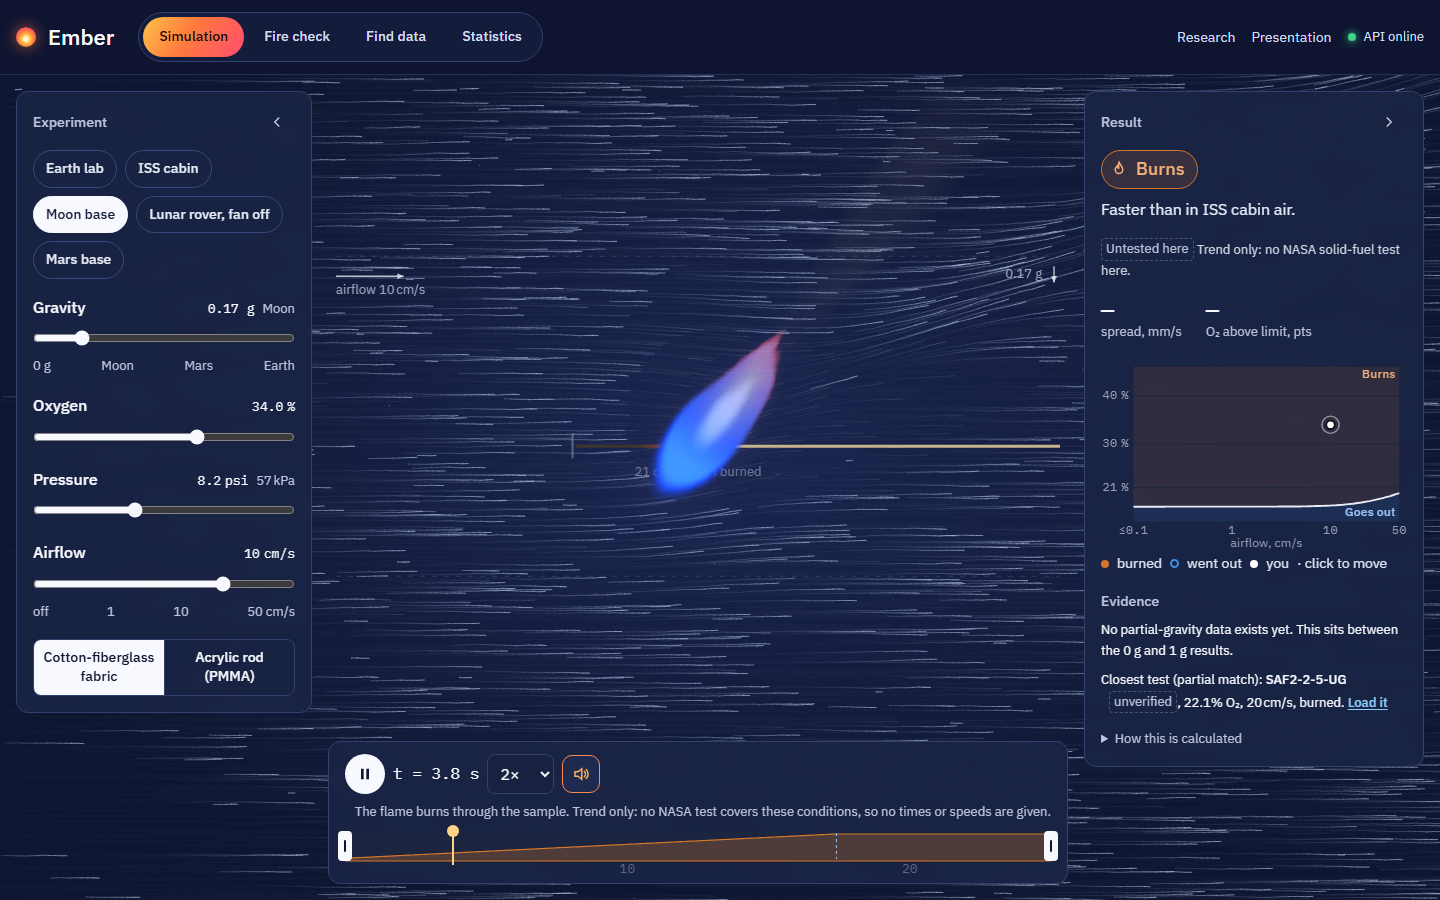 Ember
Simulation
Fire check
Find data
Statistics
Research
Presentation
API online
Experiment
Earth lab
ISS cabin
Moon base
Lunar rover, fan off
Mars base
Gravity
0.17 g Moon
0 g
Moon
Mars
Earth
Oxygen
34.0 %
Pressure
8.2 psi 57 kPa
Airflow
10 cm/s
off
1
10
50 cm/s
Cotton-fiberglass
fabric
Acrylic rod
(PMMA)
airflow 10 cm/s
0.17 g
21 burned
t = 3.8 s
2×
The flame burns through the sample. Trend only: no NASA test covers these conditions, so no times or speeds are given.
10
20
Result
Burns
Faster than in ISS cabin air.
Untested here Trend only: no NASA solid-fuel test
here.
—
—
spread, mm/s
O₂ above limit, pts
Burns
40 %
30 %
21 %
Goes out
≤0.1
1
10
50
airflow, cm/s
burned
went out
you
· click to move
Evidence
No partial-gravity data exists yet. This sits between
the 0 g and 1 g results.
Closest test (partial match): SAF2-2-5-UG
unverified, 22.1% O₂, 20 cm/s, burned. Load it
How this is calculated